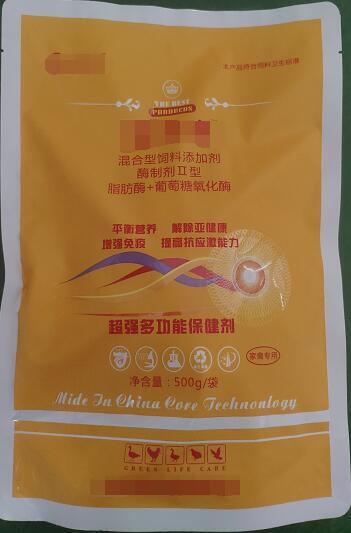 本产品符合饲料卫生标准
THE BEST
PRODUCDS
混合型饲料添加剂
酶制剂II型
脂肪酶+葡萄糖氧化酶
平衡营养 解除亚健康
增强免疫 提高抗应激能力
超强多功能保健剂
家禽专用
净含量：500g/袋
Mide In China Core Technonlogy
GREEN LIFE CARE